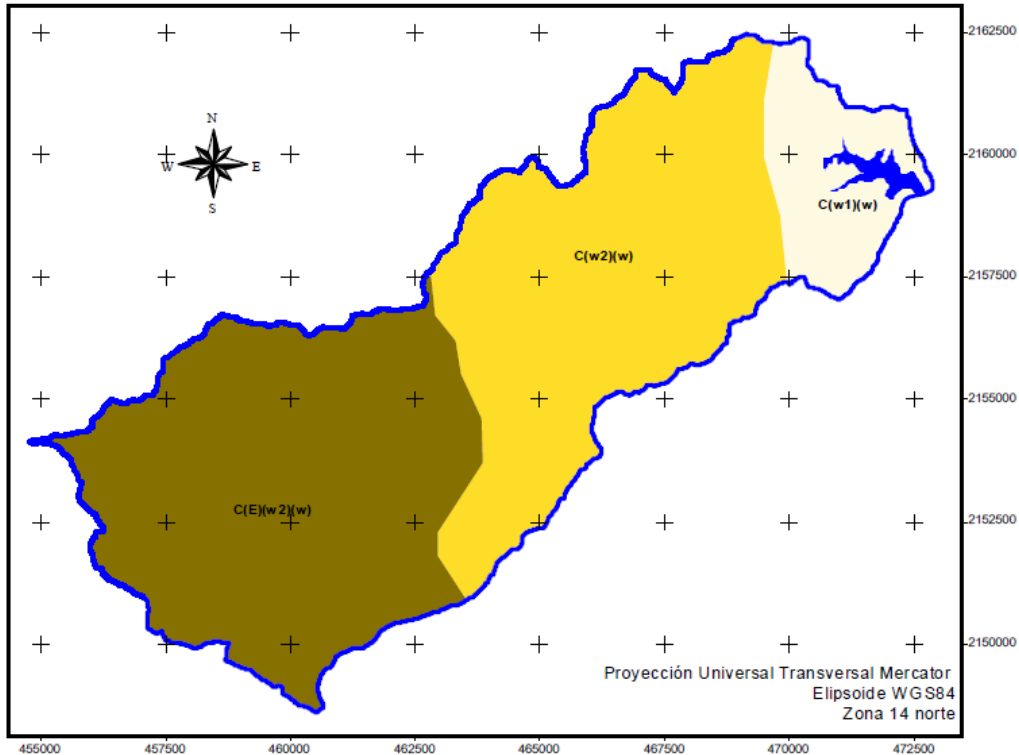 N
W E
S
2162500
2160000
C(w1)(w)
C(w2)(w)
2157500
2155000
C(E)(w2)(w)
2152500
2150000
Proyección Universal Transversal Mercator
Elipsoide WGS84
Zona 14 norte
455000 457500 460000 462500 465000 467500 470000 472500